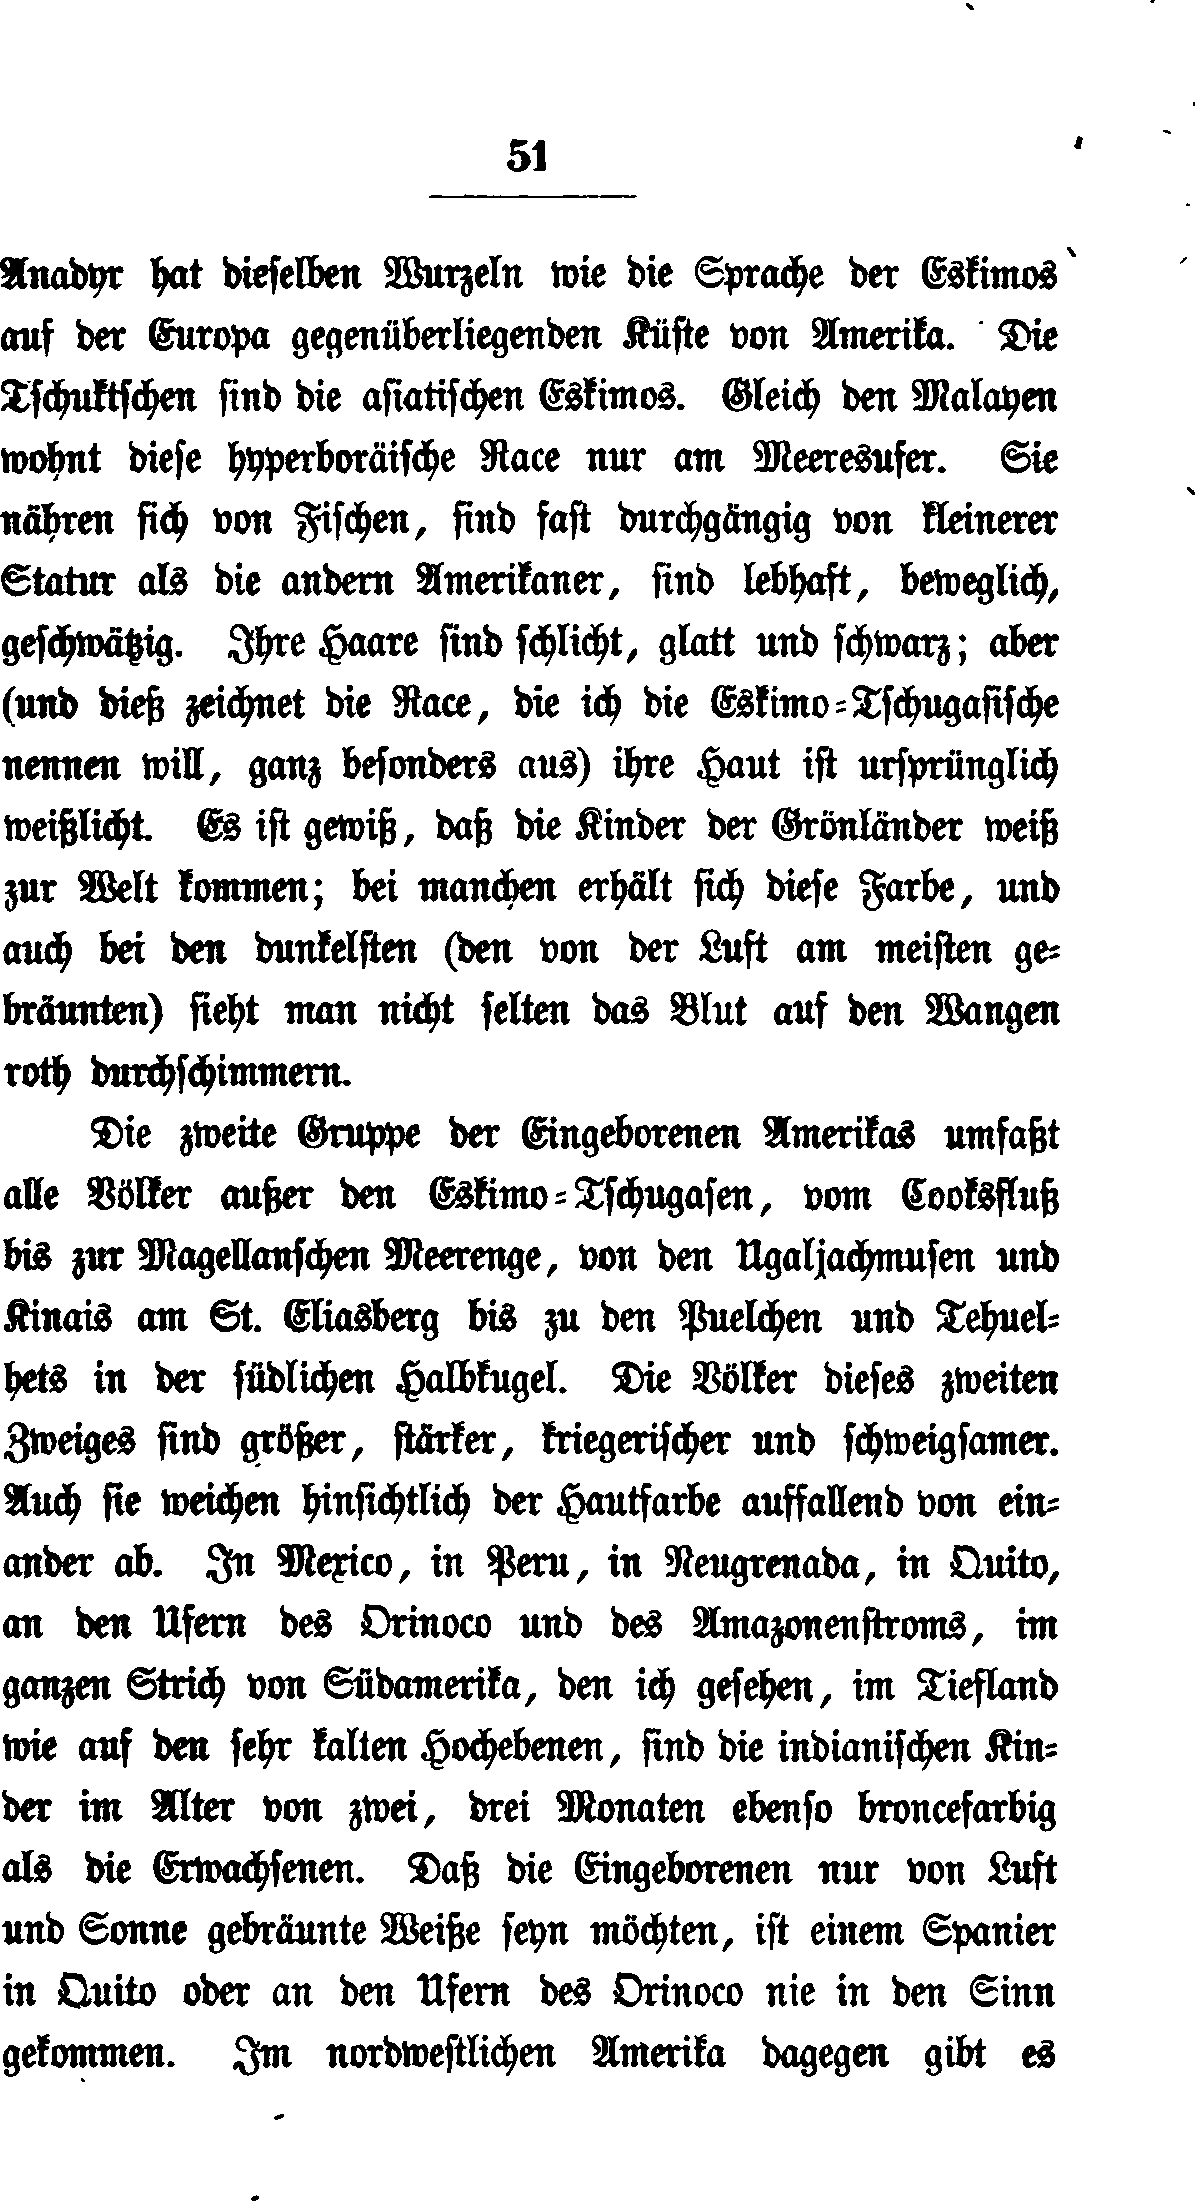 51
Anadyr hat dieselben Wurzeln wie die Sprache der Eskimos
auf der Europa gegenüberliegenden Küste von Amerika. Die
Tschuktschen sind die asiatischen Eskimos. Gleich den Malayen
wohnt diese hyperboräische Race nur am Meeresufer. Sie
nähren sich von Fischen, sind fast durchgängig von kleinerer
Statur als die andern Amerikaner, sind lebhaft, beweglich,
geschwätzig. Ihre Haare sind schlicht, glatt und schwarz; aber
(und dieß zeichnet die Race, die ich die Eskimo-Tschugasische
nennen will, ganz besonders aus) ihre Haut ist ursprünglich
weißlicht. Es ist gewiß, daß die Kinder der Grönländer weiß
zur Welt kommen; bei manchen erhält sich diese Farbe, und
auch bei den dunkelsten (den von der Luft am meisten ge-
bräunten) sieht man nicht selten das Blut auf den Wangen
roth durchschimmern.
Die zweite Gruppe der Eingeborenen Amerikas umfaßt
alle Völker außer den Eskimo-Tschugasen, vom Cooksfluß
bis zur Magellanschen Meerenge, von den Ugaljachmusen und
Kinais am St. Eliasberg bis zu den Puelchen und Tehuel-
hets in der südlichen Halbkugel. Die Völker dieses zweiten
Zweiges sind größer, stärker, kriegerischer und schweigsamer.
Auch sie weichen hinsichtlich der Hautfarbe auffallend von ein-
ander ab. In Mexico, in Peru, in Neugrenada, in Quito,
an den Ufern des Orinoco und des Amazonenstroms, im
ganzen Strich von Südamerika, den ich gesehen, im Tiefland
wie auf den sehr kalten Hochebenen, sind die indianischen Kin-
der im Alter von zwei, drei Monaten ebenso broncefarbig
als die Erwachsenen. Daß die Eingeborenen nur von Luft
und Sonne gebräunte Weiße seyn möchten, ist einem Spanier
in Quito oder an den Ufern des Orinoco nie in den Sinn
gekommen. Im nordwestlichen Amerika dagegen gibt es